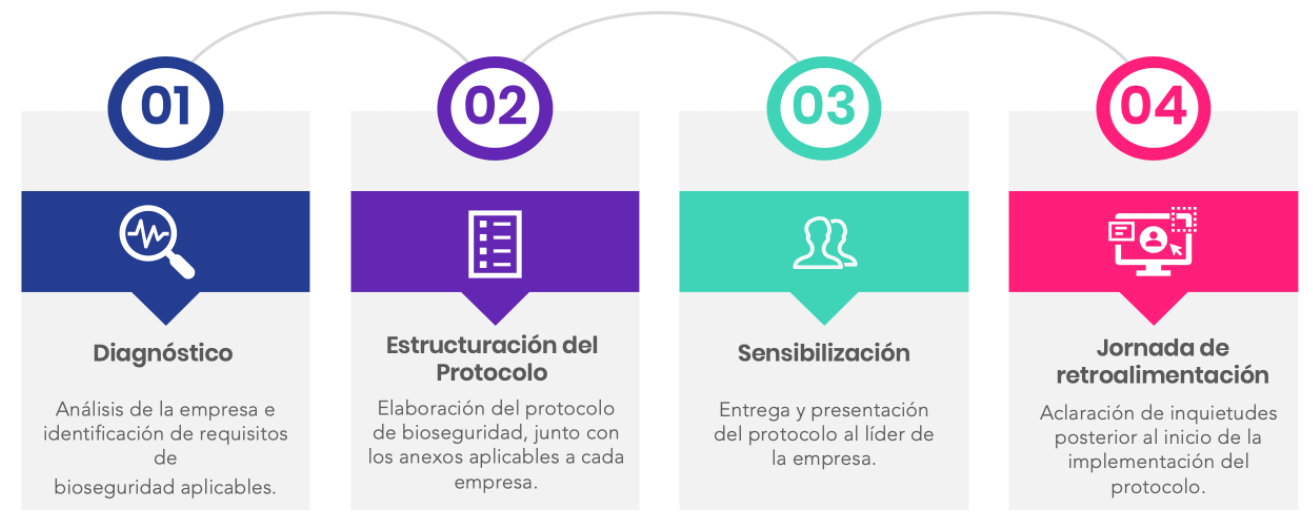 01
Diagnóstico
Análisis de la empresa e
identificación de requisitos
de
bioseguridad aplicables.
02
Estructuración del
Protocolo
Elaboración del protocolo
de bioseguridad, junto con
los anexos aplicables a cada
empresa.
03
Sensibilización
Entrega y presentación
del protocolo al líder de
la empresa.
04
Jornada de
retroalimentación
Aclaración de inquietudes
posterior al inicio de la
implementación del
protocolo.